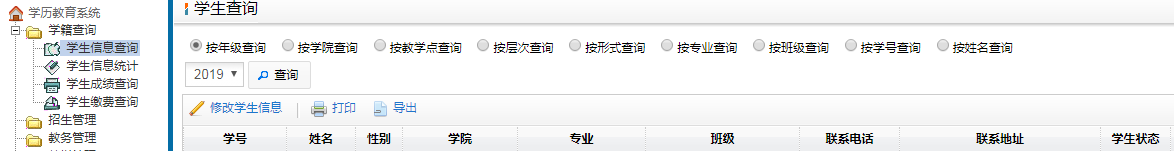 学历教育系统
学籍查询
学生信息查询
学生信息统计
学生成绩查询
学生缴费查询
招生管理
教务管理
学生查询
按年级查询 按学院查询 按教学点查询 按层次查询 按形式查询 按专业查询 按班级查询 按学号查询 按姓名查询
2019 查询
修改学生信息 打印 导出
学号 姓名 性别 学院 专业 班级 联系电话 联系地址 学生状态